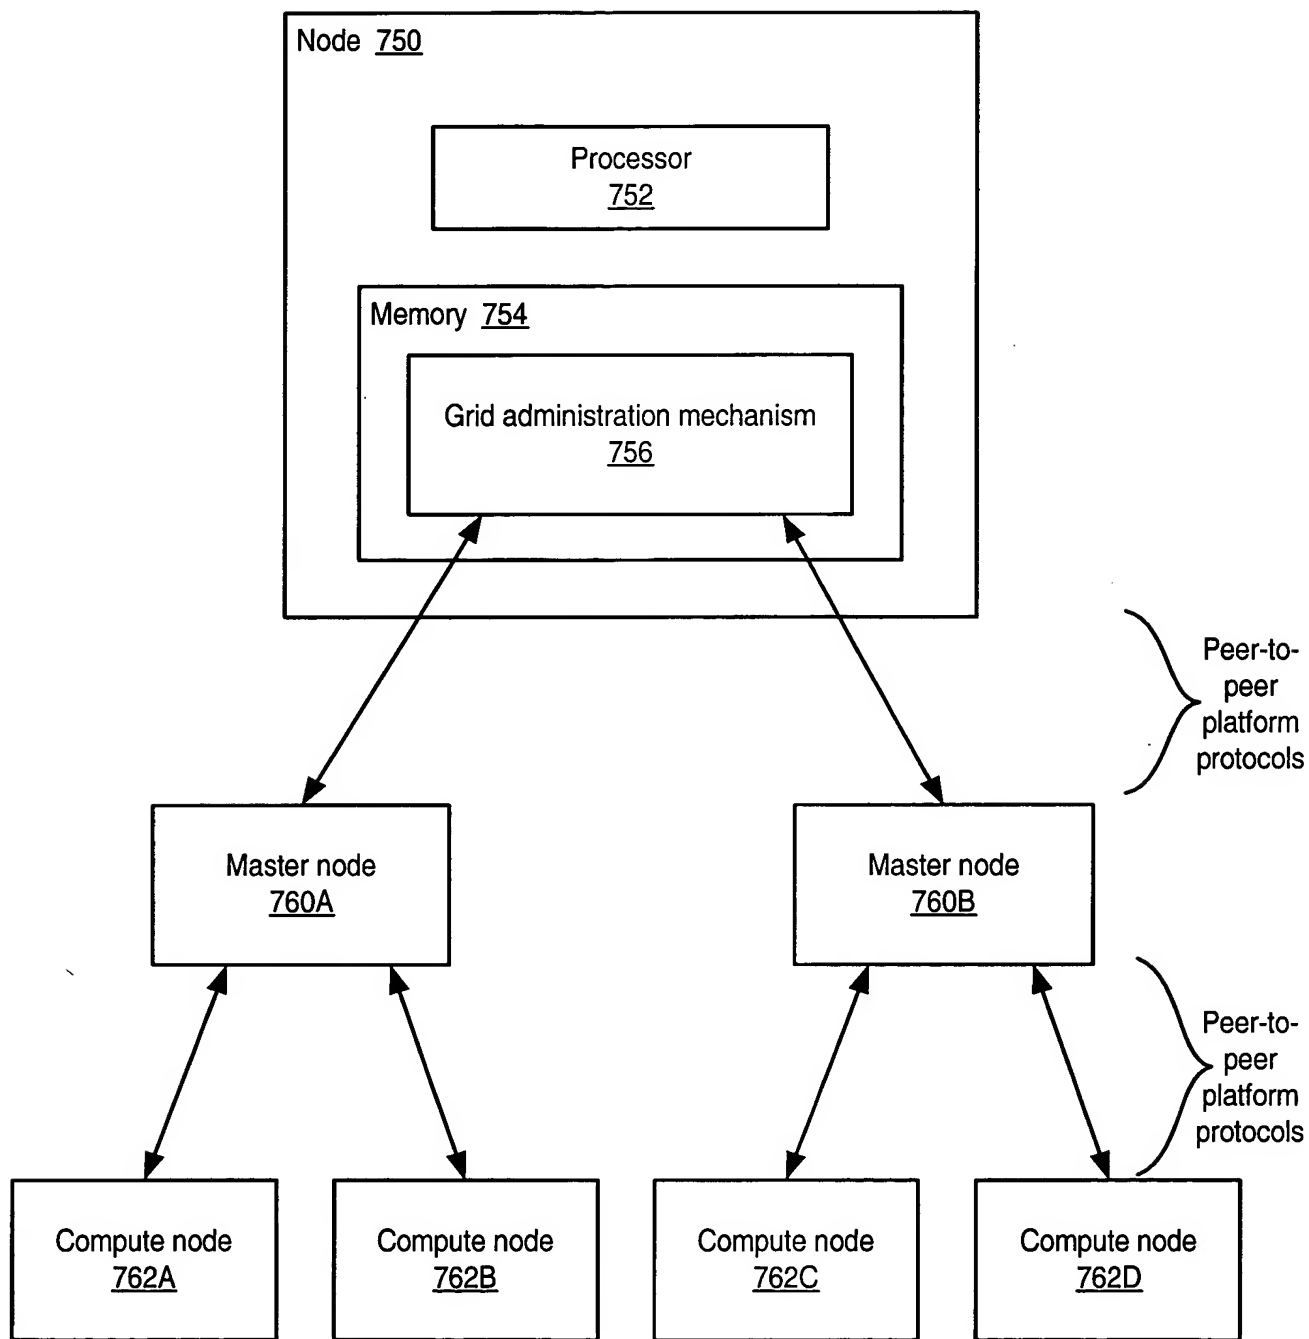 Node 750
Processor
752
Memory 754
Grid administration mechanism
756
Peer-to-
peer
platform
protocols
Master node
760A
Master node
760B
Peer-to-
peer
platform
protocols
Compute node
762A
Compute node
762B
Compute node
762C
Compute node
762D